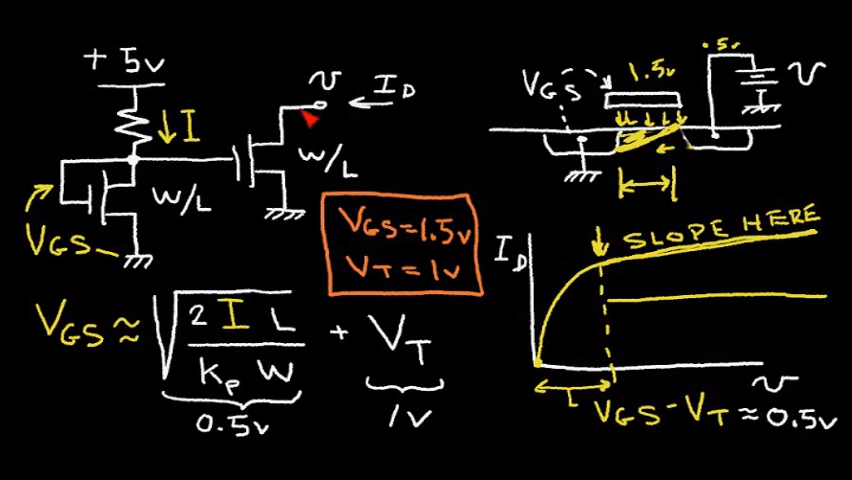 + 5v
I
V
I D
W/L
W/L
VGS
VGS = 1.5v
VT = 1v
VGS ≈ √ 2 I L / kp W + VT
0.5v
1v
VGS
1.5v
.5v
V
ID
SLOPE HERE
L
V
VGS - VT ≈ 0.5v